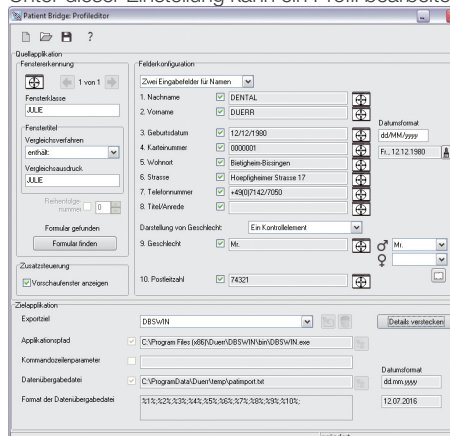 Unter dieser Einstellung kann ein Profil bearbeite
Patient Bridge: Profileditor
?
Quellapplikation
Fenstererkennung
1 von 1
Fensterklasse
JULIE
Fenstertitel
Vergleichsverfahren
enthält:
Vergleichsausdruck
JULIE
Reihenfolge
nummer
0
Formular gefunden
Formular finden
Zusatzsteuerung
Vorschaufenster anzeigen
Felderkonfiguration
Zwei Eingabefelder für Namen
1. Nachname DENTAL
2. Vorname DUERR
3. Geburtsdatum 12/12/1980
4. Karteinummer 0000001
5. Wohnort Bietigheim-Bissingen
6. Strasse Hoepfigheimer Strasse 17
7. Telefonnummer +49(0)7142/7050
8. Titel/Anrede
Datumsformat
dd/MM/yyyy
Fr., 12.12.1980
Darstellung von Geschlecht: Ein Kontrollelement
9. Geschlecht Mr. Mr.
10. Postleitzahl 74321
Zielapplikation
Exportziel DBSWIN Details verstecken
Applikationspfad C:\Program Files (x86)\Duerr\DBSWIN\bin\DBSWIN.exe
Kommandozeilenparameter
Datenübergabedatei C:\ProgramData\Duerr\temp\patimport.txt
Format der Datenübergabedatei %1%;%2%;%3%;%4%;%5%;%6%;%7%;%8%;%9%;%10%;
Datumsformat
dd.mm.yyyy
12.07.2016